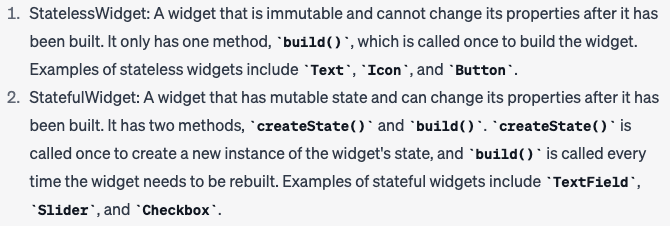 1. StatelessWidget: A widget that is immutable and cannot change its properties after it has
been built. It only has one method, `build()`, which is called once to build the widget.
Examples of stateless widgets include `Text`, `Icon`, and `Button`.
2. StatefulWidget: A widget that has mutable state and can change its properties after it has
been built. It has two methods, `createState()` and `build()`. `createState()` is
called once to create a new instance of the widget's state, and `build()` is called every
time the widget needs to be rebuilt. Examples of stateful widgets include `TextField`,
`Slider`, and `Checkbox`.